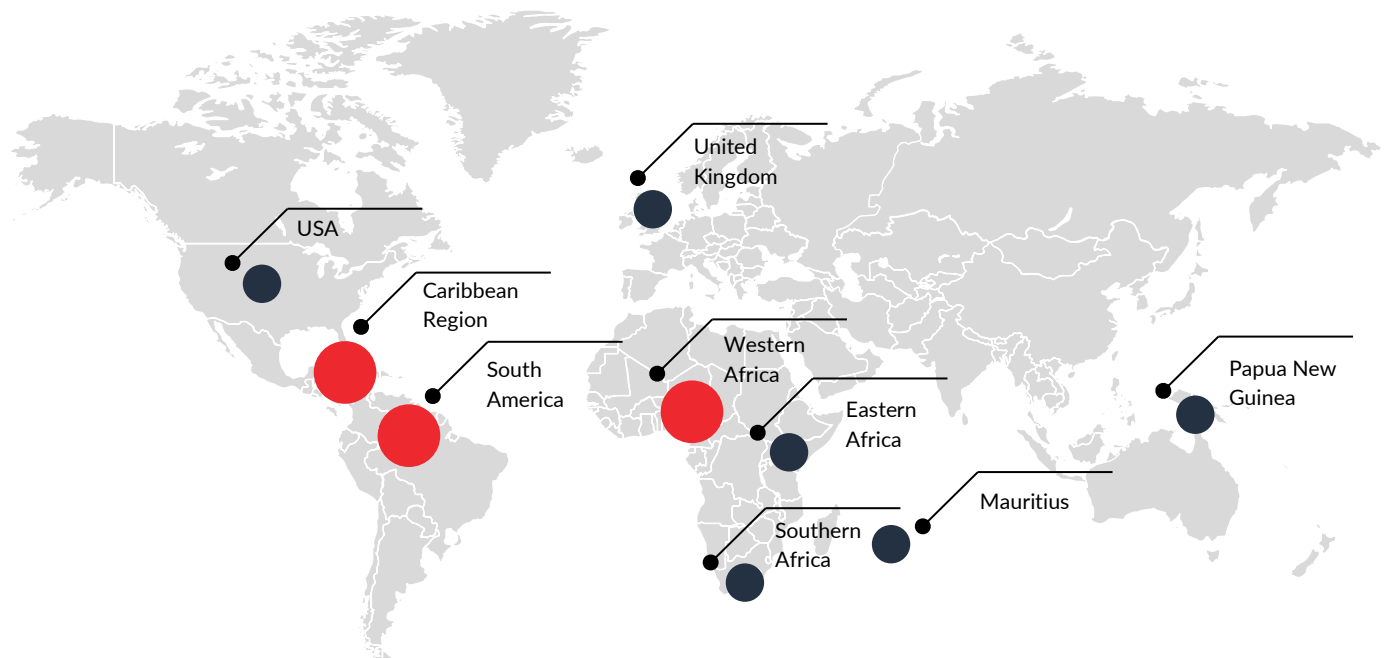 United
Kingdom
USA
Caribbean
Region
South
America
Western
Africa
Papua New
Guinea
Eastern
Africa
Mauritius
Southern
Africa